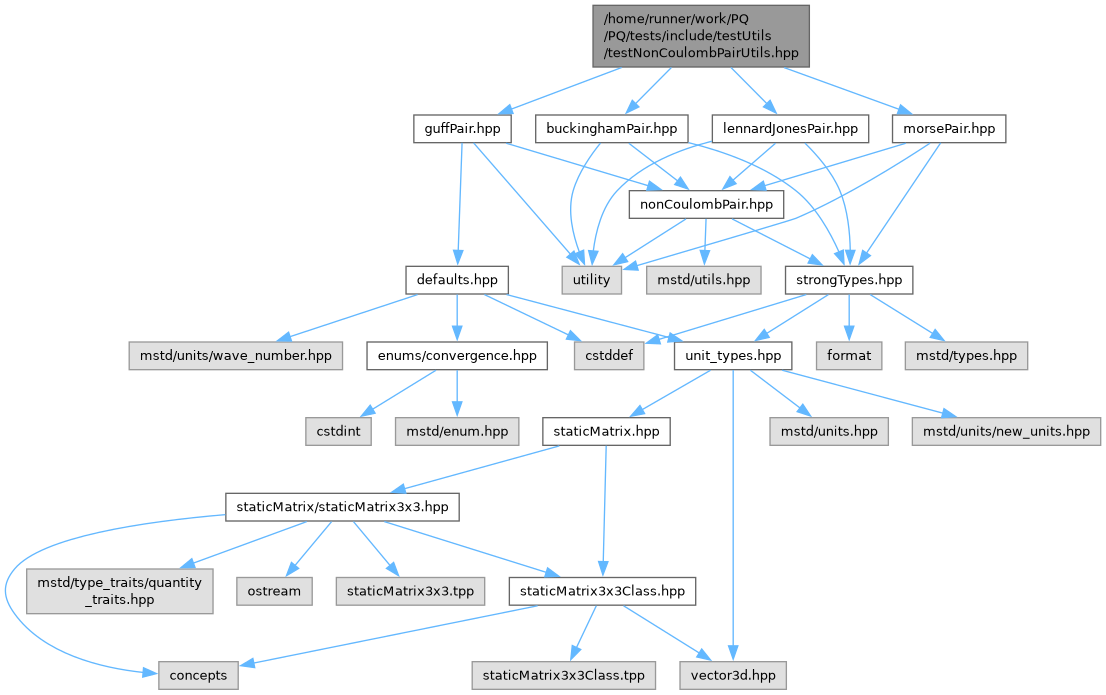 /home/runner/work/PQ
/PQ/tests/include/testUtils
/testNonCoulombPairUtils.hpp
guffPair.hpp
buckinghamPair.hpp
lennardJonesPair.hpp
morsePair.hpp
nonCoulombPair.hpp
defaults.hpp
utility
mstd/utils.hpp
strongTypes.hpp
mstd/units/wave_number.hpp
enums/convergence.hpp
cstddef
unit_types.hpp
format
mstd/types.hpp
cstdint
mstd/enum.hpp
staticMatrix.hpp
mstd/units.hpp
mstd/units/new_units.hpp
staticMatrix/staticMatrix3x3.hpp
mstd/type_traits/quantity
_traits.hpp
ostream
staticMatrix3x3.tpp
staticMatrix3x3Class.hpp
concepts
staticMatrix3x3Class.tpp
vector3d.hpp